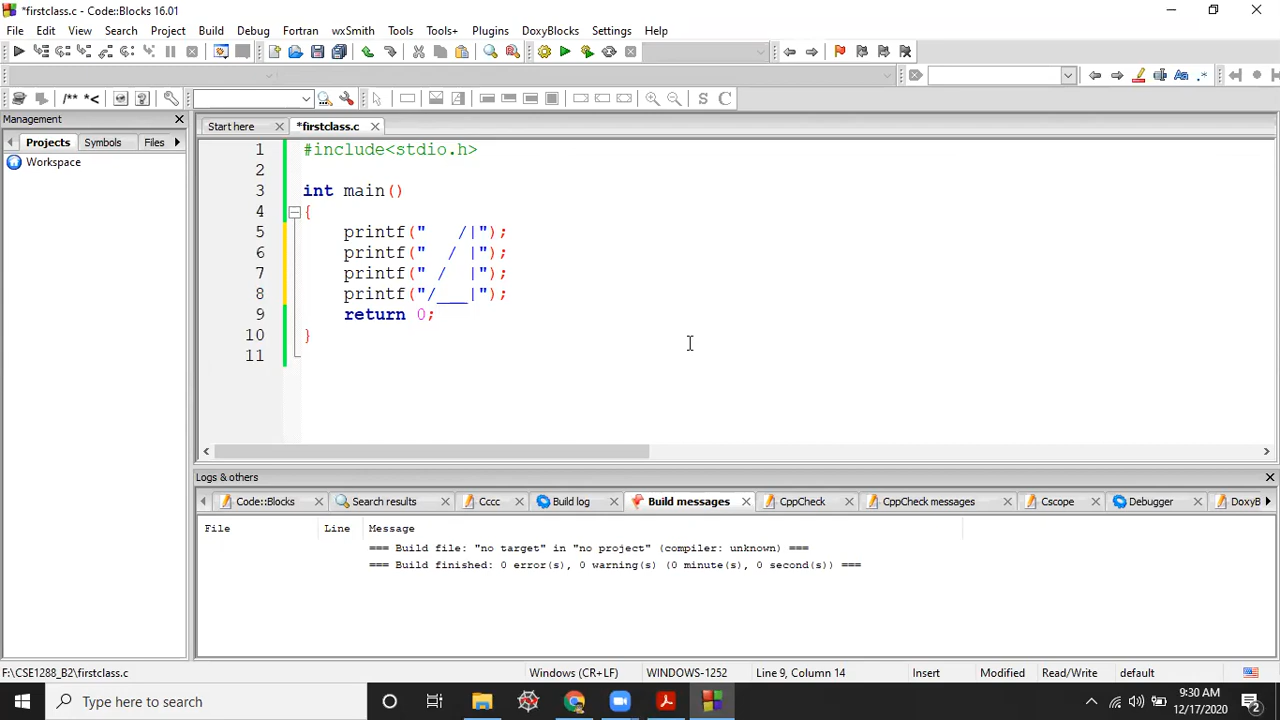 *firstclass.c - Code::Blocks 16.01
File Edit View Search Project Build Debug Fortran wxSmith Tools Tools+ Plugins DoxyBlocks Settings Help
/** *<
S C
Management
Projects Symbols Files
Workspace
Start here *firstclass.c
1 #include<stdio.h>
2
3 int main()
4 {
5     printf("   /|");
6     printf("  / |");
7     printf(" /  |");
8     printf("/___|");
9     return 0;
10 }
11
Logs & others
Code::Blocks Search results Cccc Build log Build messages CppCheck CppCheck messages Cscope Debugger DoxyB
File Line Message
=== Build file: "no target" in "no project" (compiler: unknown) ===
=== Build finished: 0 error(s), 0 warning(s) (0 minute(s), 0 second(s)) ===
F:\CSE1288_B2\firstclass.c Windows (CR+LF) WINDOWS-1252 Line 9, Column 14 Insert Modified Read/Write default
Type here to search
9:30 AM
12/17/2020
2